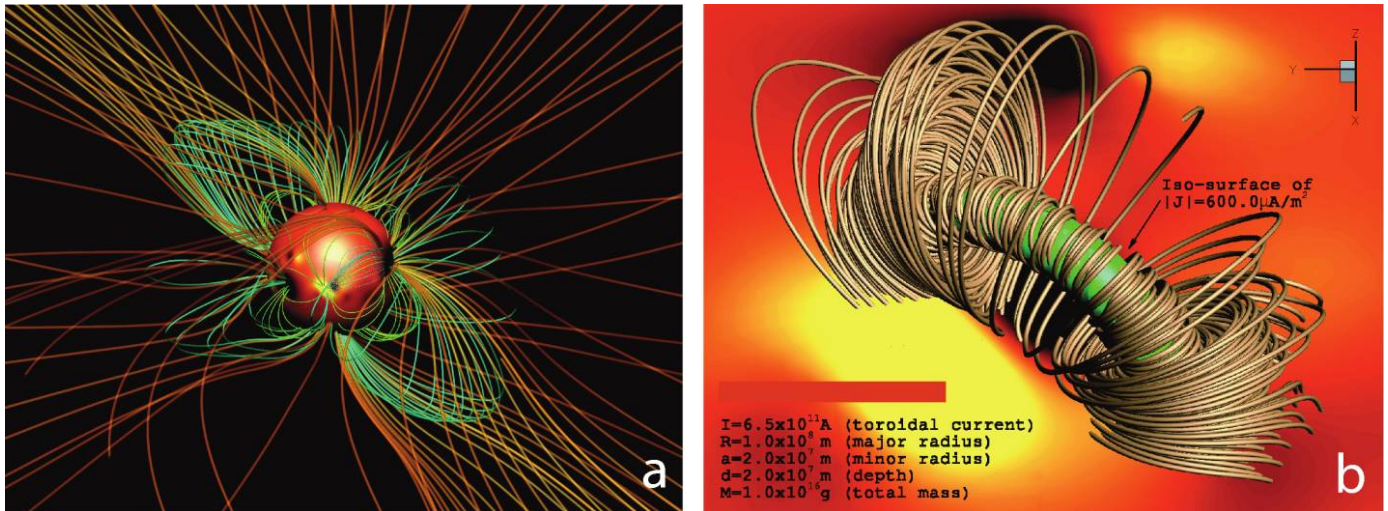 a
Z
Y
X
Iso-surface of
|J|=600.0μA/m²
I=6.5x10¹¹A (toroidal current)
R=1.0x10⁸ m (major radius)
a=2.0x10⁷ m (minor radius)
d=2.0x10⁷ m (depth)
M=1.0x10¹⁶g (total mass)
b